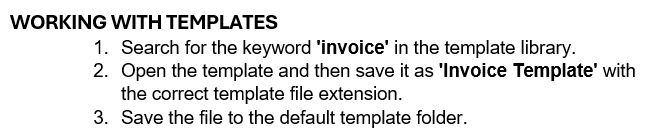 WORKING WITH TEMPLATES
1. Search for the keyword 'invoice' in the template library.
2. Open the template and then save it as 'Invoice Template' with
the correct template file extension.
3. Save the file to the default template folder.